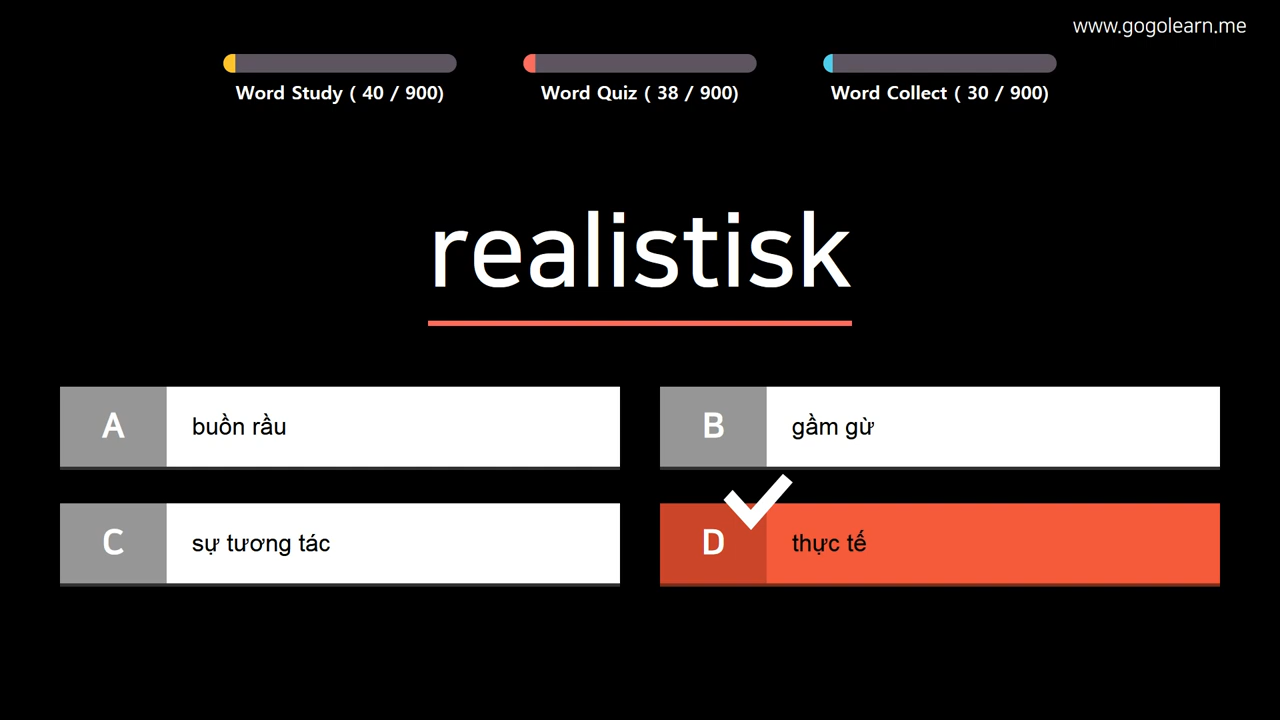 www.gogolearn.me
Word Study ( 40 / 900)
Word Quiz ( 38 / 900)
Word Collect ( 30 / 900)
realistisk
A
buồn rầu
B
gầm gừ
C
sự tương tác
D
thực tế